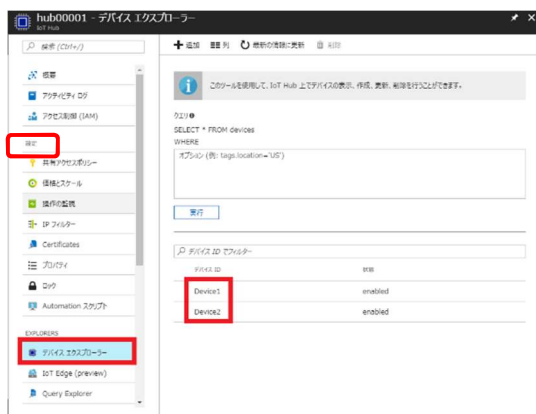 hub00001 - デバイス エクスプローラー
IoT Hub
検索 (Ctrl+/)
概要
アクティビティ ログ
アクセス制御 (IAM)
設定
共有アクセスポリシー
価格とスケール
操作の監視
IP フィルター
Certificates
プロパティ
ロック
Automation スクリプト
EXPLORERS
デバイス エクスプローラー
IoT Edge (preview)
Query Explorer
追加 列 最新の情報に更新 削除
このツールを使用して、IoT Hub 上でデバイスの表示、作成、更新、削除を行うことができます。
クエリ
SELECT * FROM devices
WHERE
オプション (例: tags.location='US')
実行
デバイス ID でフィルター
デバイス ID 状態
Device1 enabled
Device2 enabled